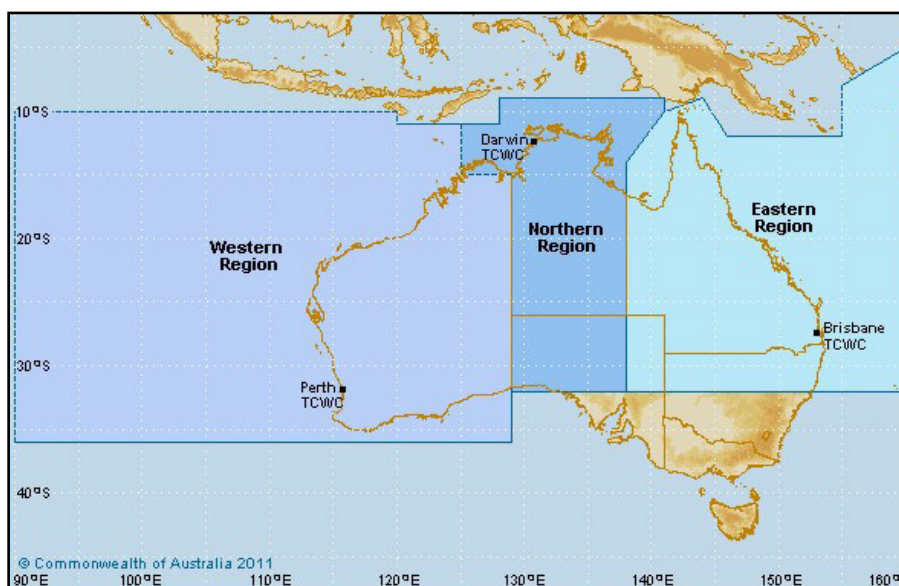 10°S
Darwin
TCWC
Western
Region
Northern
Region
Eastern
Region
20°S
Brisbane
TCWC
30°S
Perth
TCWC
40°S
© Commonwealth of Australia 2011
90°E
100°E
110°E
120°E
130°E
140°E
150°E
160°E